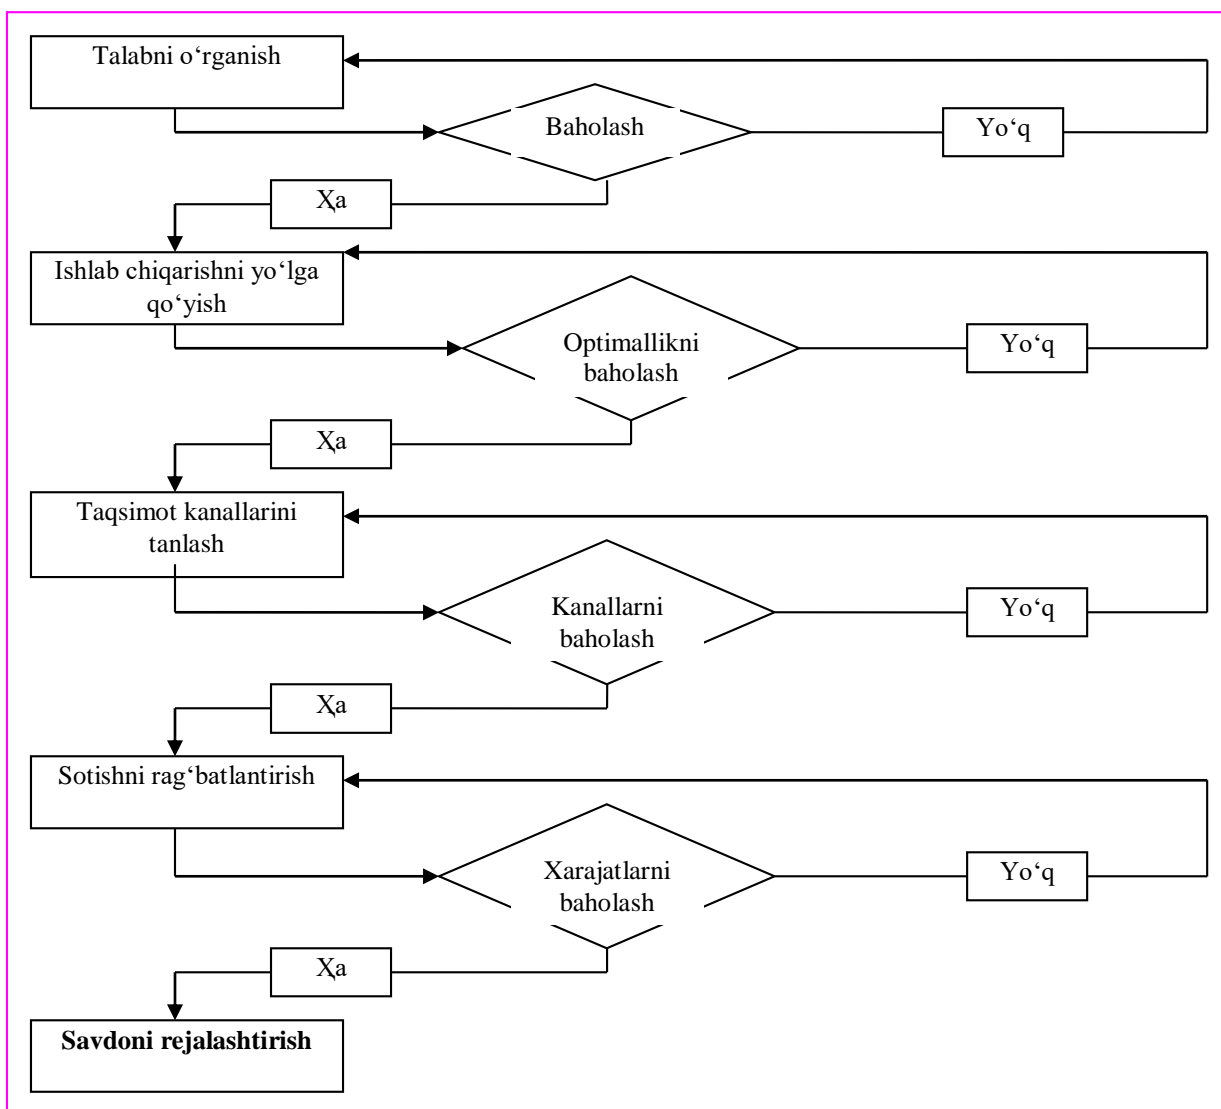 Talabni o‘rganish
Baholash
Yo‘q
Ҳa
Ishlab chiqarishni yo‘lga
qo‘yish
Optimallikni
baholash
Yo‘q
Ҳa
Taqsimot kanallarini
tanlash
Kanallarni
baholash
Yo‘q
Ҳa
Sotishni rag‘batlantirish
Xarajatlarni
baholash
Yo‘q
Ҳa
Savdoni rejalashtirish